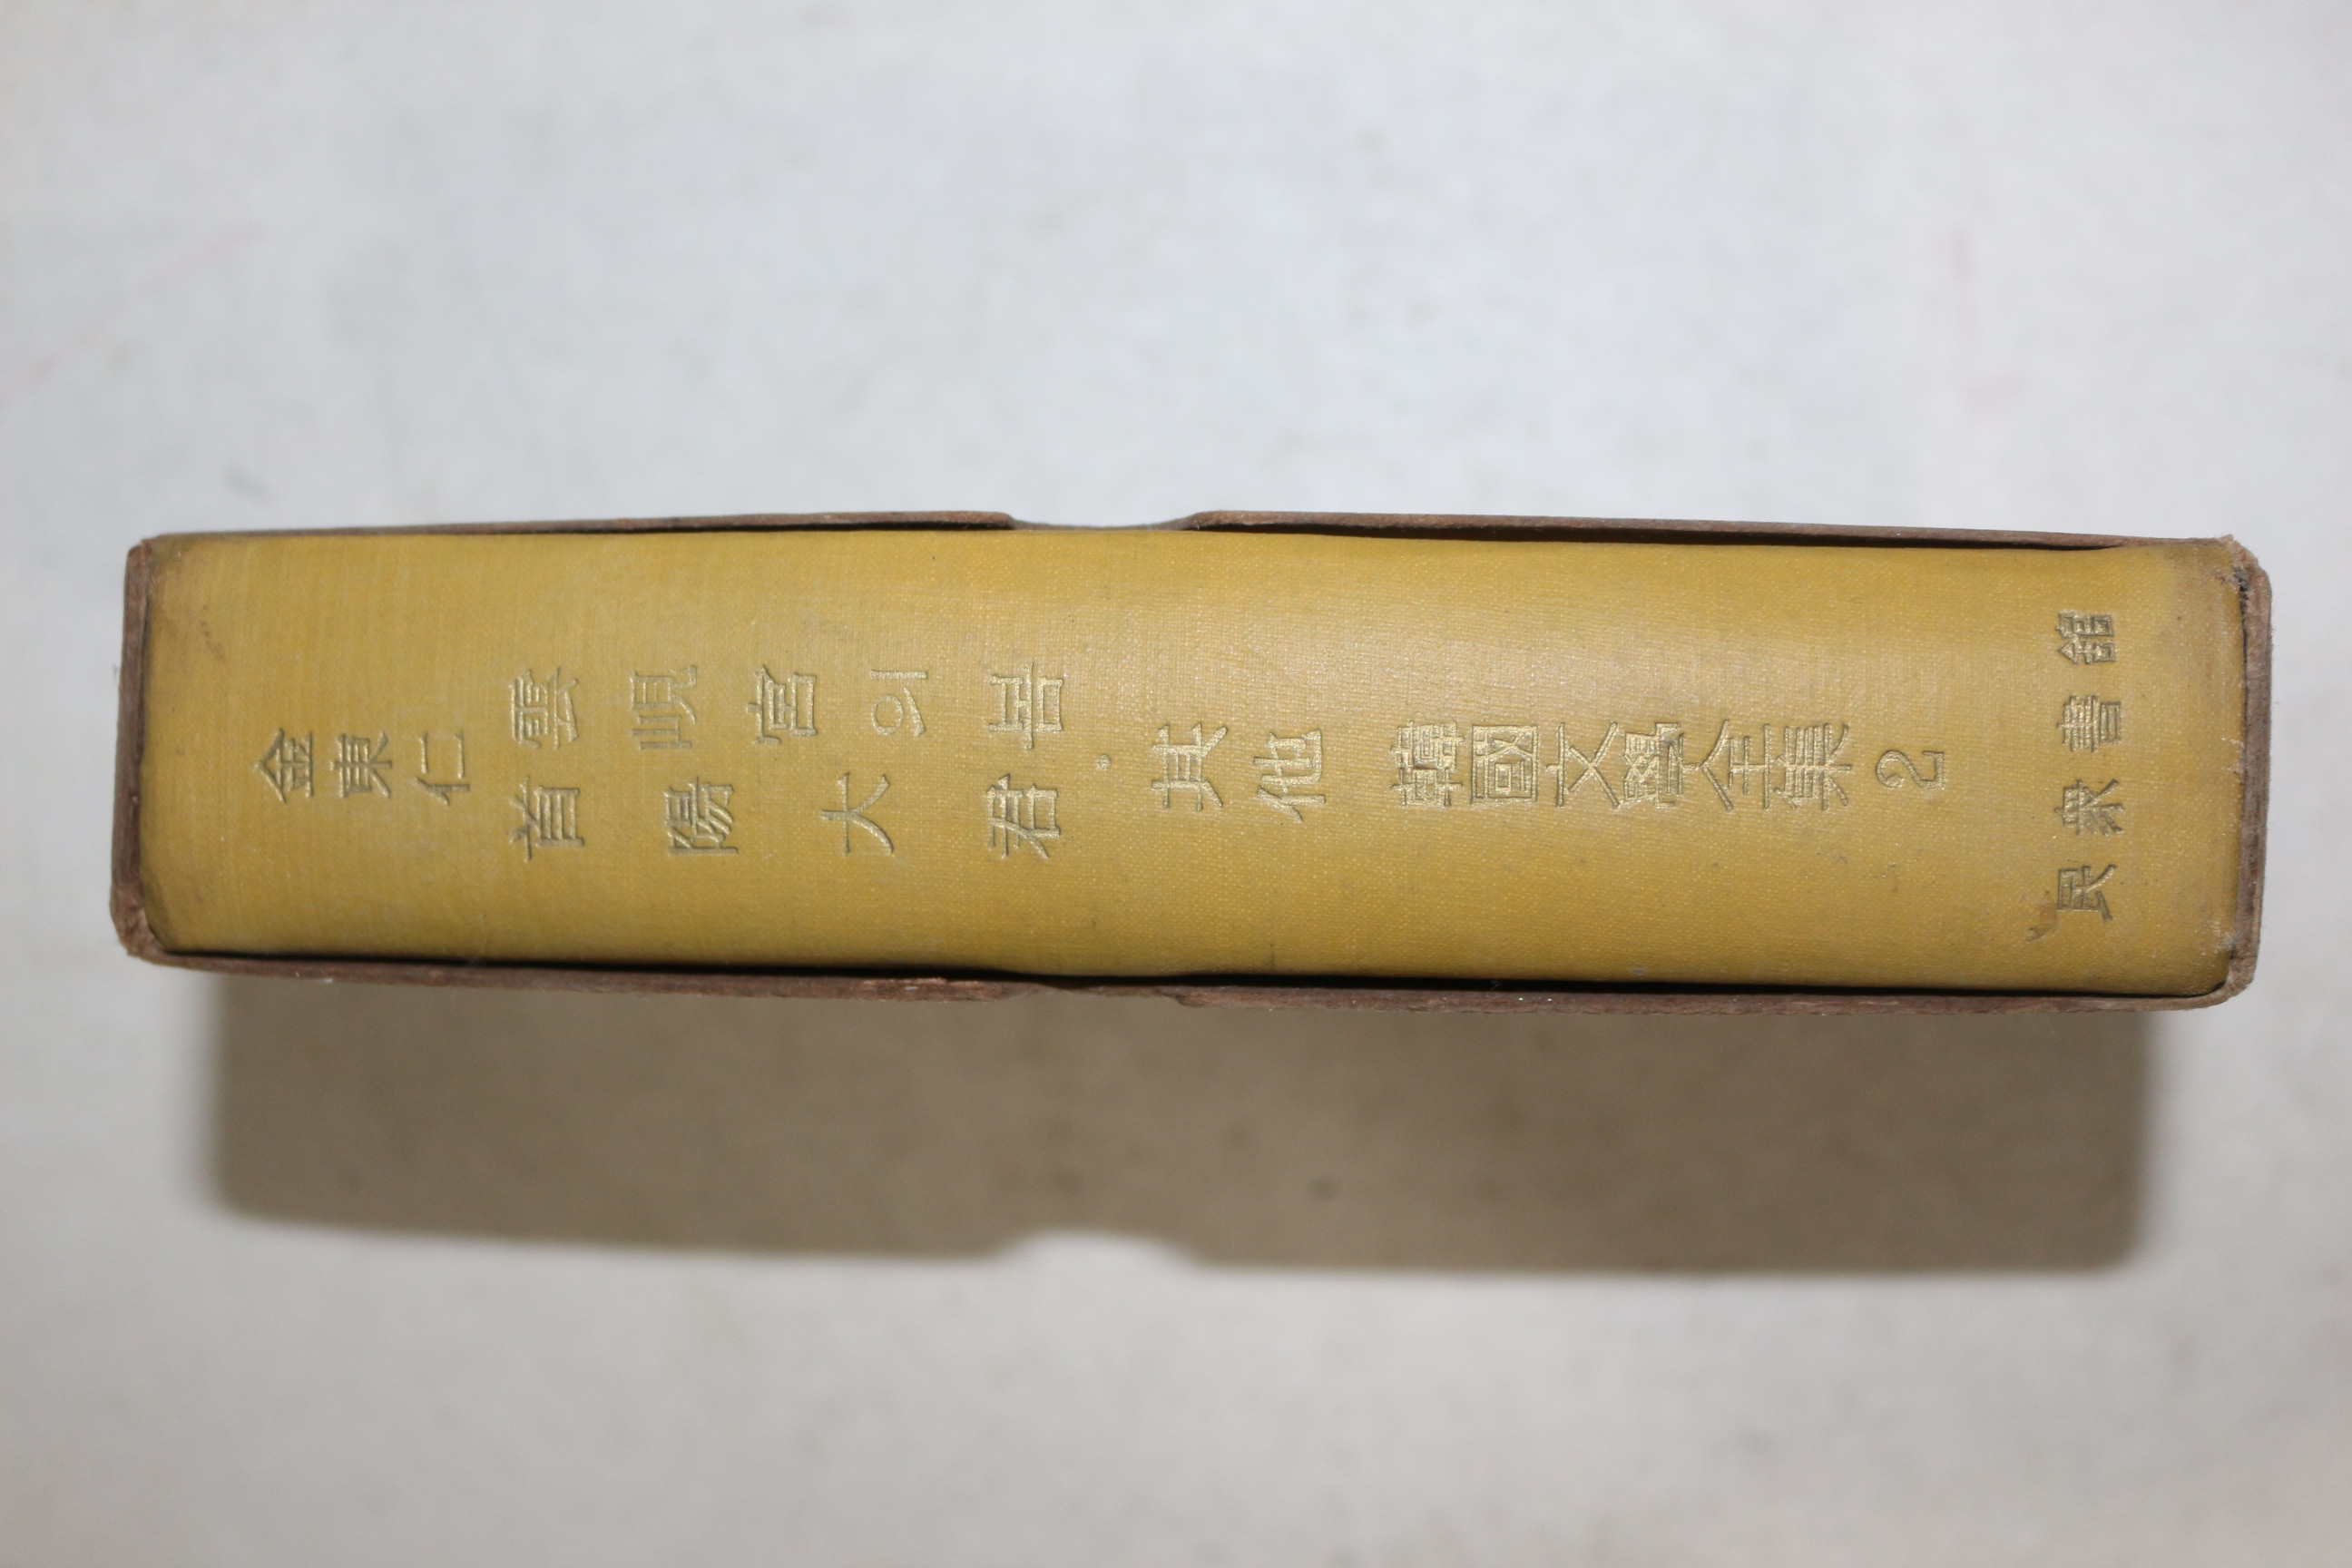 金東仁
雲峴宮의 봄
首陽大君·其他
韓國文學全集 2
民衆書舘